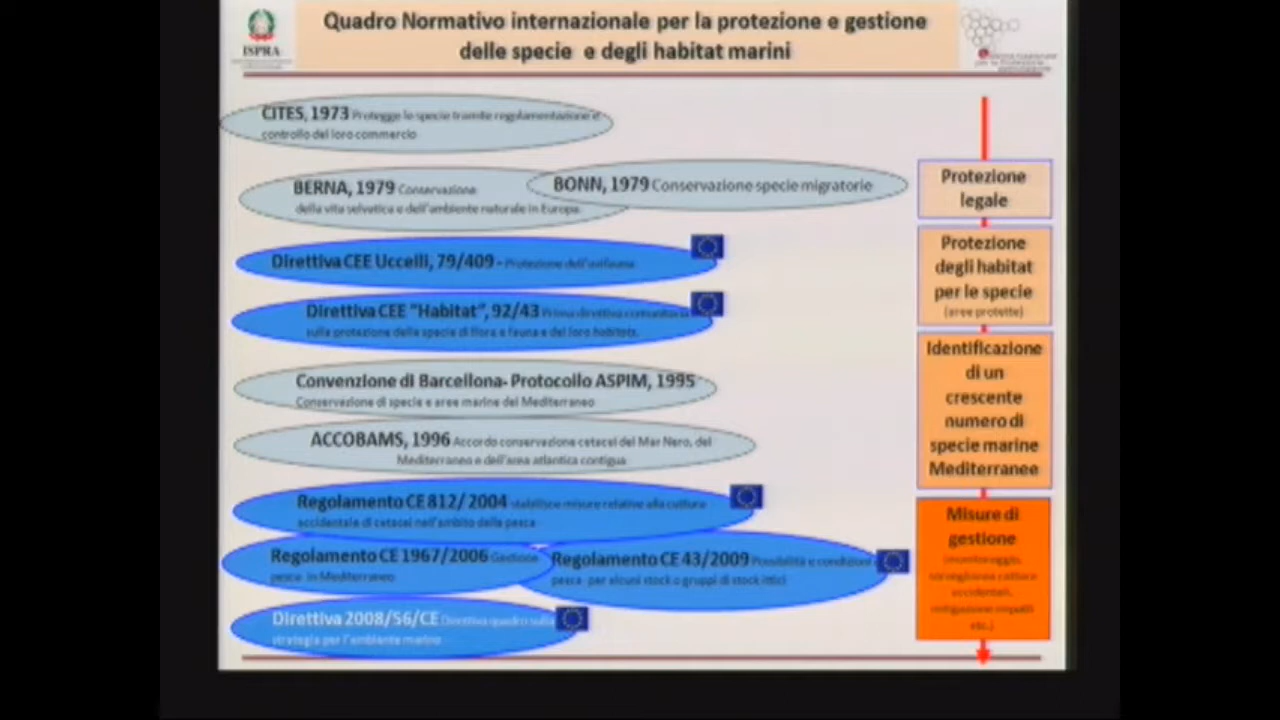 Quadro Normativo internazionale per la protezione e gestione
delle specie e degli habitat marini
ISPRA
CITES, 1973 Protegge le specie tramite regolamentazione e
controllo del loro commercio
BERNA, 1979 Conservazione
della vita selvatica e dell'ambiente naturale in Europa
BONN, 1979 Conservazione specie migratorie
Direttiva CEE Uccelli, 79/409 - Protezione dell'avifauna
Direttiva CEE "Habitat", 92/43 Prima direttiva comunitaria
sulla protezione delle specie di flora e fauna e dei loro habitats
Convenzione di Barcellona- Protocollo ASPIM, 1995
Conservazione di specie e aree marine del Mediterraneo
ACCOBAMS, 1996 Accordo conservazione cetacei del Mar Nero, del
Mediterraneo e dell'area atlantica contigua
Regolamento CE 812/ 2004 stabilisce misure relative alla cattura
accidentale di cetacei nell'ambito della pesca
Regolamento CE 1967/2006 Gestione
pesca in Mediterraneo
Regolamento CE 43/2009 Possibilità e condizioni
pesca per alcuni stock o gruppi di stock ittici
Direttiva 2008/56/CE Direttiva quadro sulla
strategia per l'ambiente marino
Protezione
legale
Protezione
degli habitat
per le specie
(aree protette)
Identificazione
di un
crescente
numero di
specie marine
Mediterranee
Misure di
gestione
(monitoraggio,
sorveglianza catture
accidentali,
mitigazione impatti
etc.)